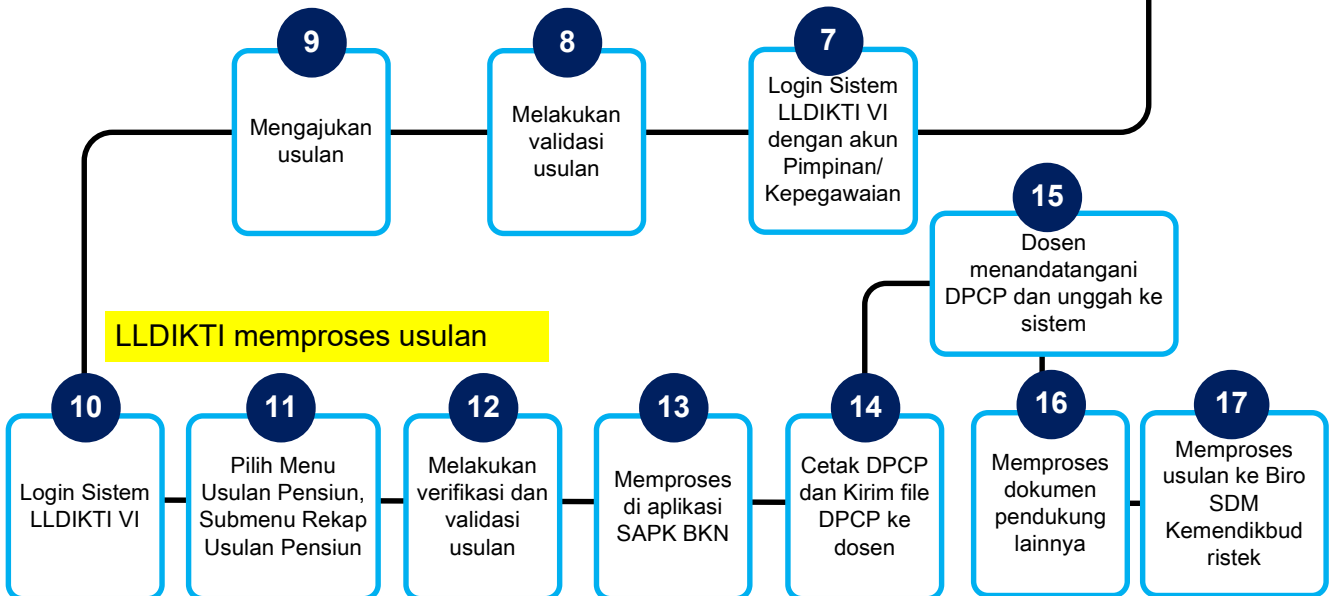 9
8
7
Mengajukan
usulan
Melakukan
validasi
usulan
Login Sistem
LLDIKTI VI
dengan akun
Pimpinan/
Kepegawaian
15
Dosen
menandatangani
DPCP dan unggah ke
sistem
LLDIKTI memproses usulan
10
Login Sistem
LLDIKTI VI
11
Pilih Menu
Usulan Pensiun,
Submenu Rekap
Usulan Pensiun
12
Melakukan
verifikasi dan
validasi
usulan
13
Memproses
di aplikasi
SAPK BKN
14
Cetak DPCP
dan Kirim file
DPCP ke
dosen
16
Memproses
dokumen
pendukung
lainnya
17
Memproses
usulan ke Biro
SDM
Kemendikbud
ristek